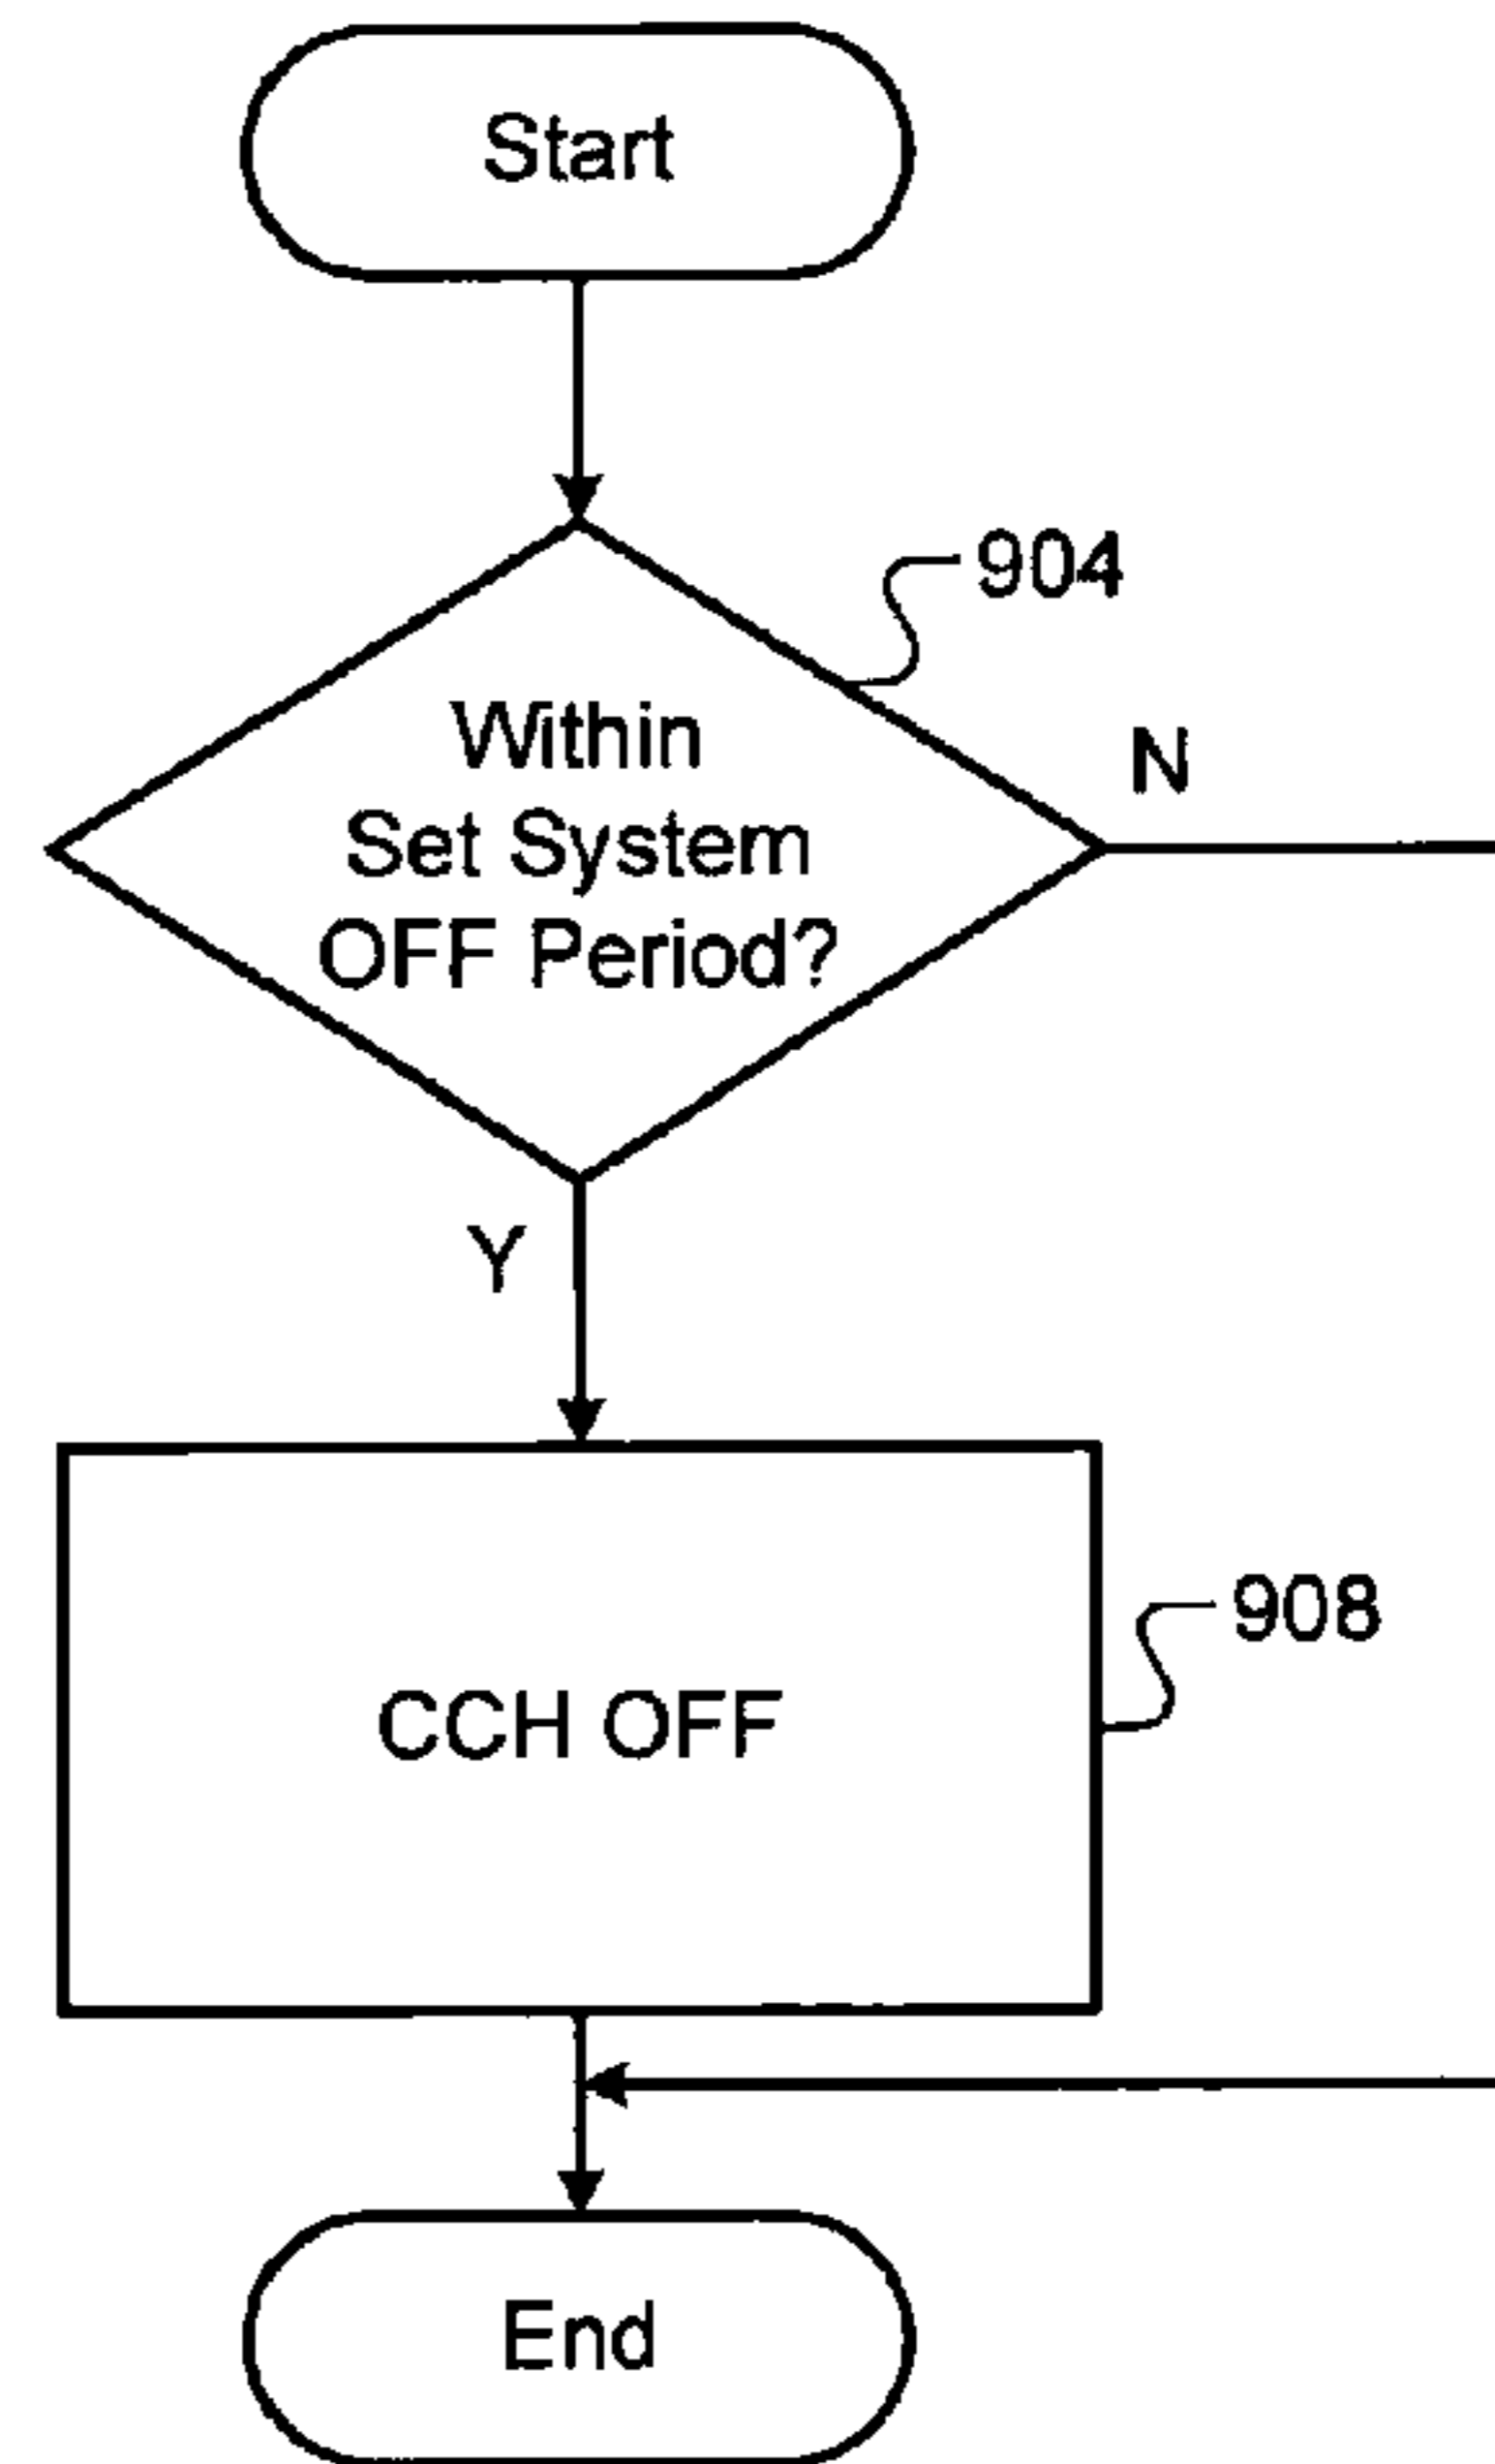 Start
904
Within
Set System
OFF Period?
N
Y
908
CCH OFF
End